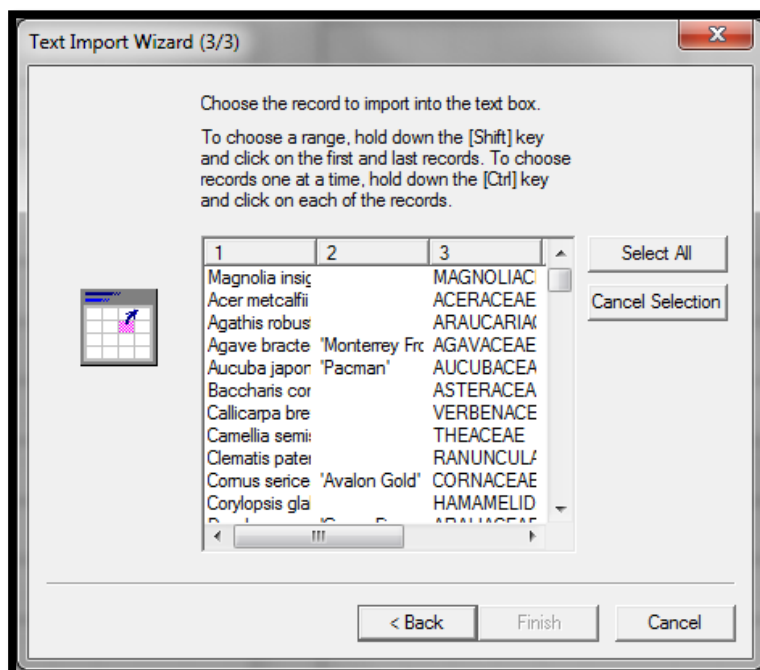 Text Import Wizard (3/3)
Choose the record to import into the text box.
To choose a range, hold down the [Shift] key
and click on the first and last records. To choose
records one at a time, hold down the [Ctrl] key
and click on each of the records.
1 2 3
Magnolia insig MAGNOLIAC
Acer metcalfii ACERACEAE
Agathis robust ARAUCARIA
Agave bracte 'Monterrey Fro AGAVACEAE
Aucuba japon 'Pacman' AUCUBACEA
Baccharis cor ASTERACEA
Callicarpa bre VERBENACE
Camellia semi THEACEAE
Clematis pater RANUNCULA
Cornus serice 'Avalon Gold' CORNACEAE
Corylopsis gla HAMAMELID
Select All
Cancel Selection
< Back Finish Cancel